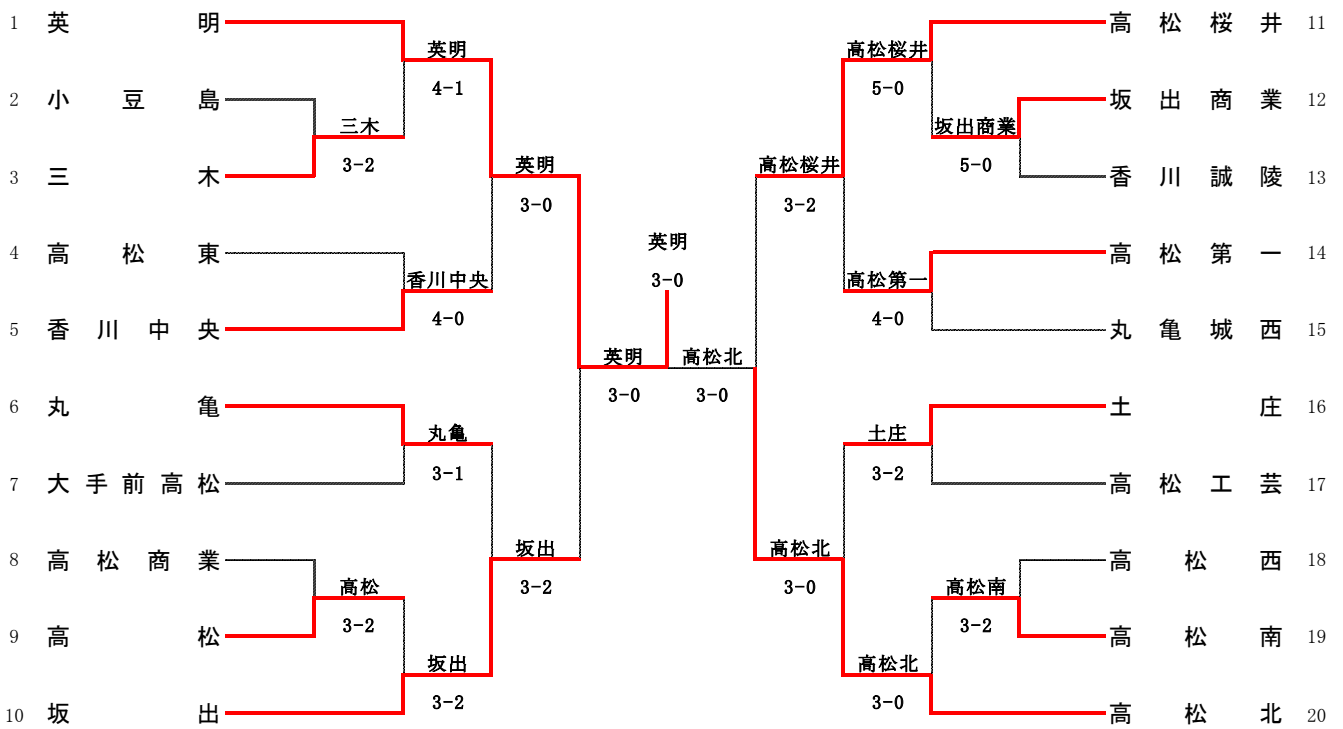 1 英明
2 小豆島
3 三木
4 高松東
5 香川中央
6 丸亀
7 大手前高松
8 高松商業
9 高松
10 坂出
三木
3-2
高松
3-2
英明
4-1
香川中央
4-0
丸亀
3-1
坂出
3-2
英明
3-0
坂出
3-2
英明
3-0
英明
3-0
高松北
3-0
高松桜井
3-2
高松北
3-0
高松桜井
5-0
高松第一
4-0
土庄
3-2
高松北
3-0
坂出商業
5-0
高松南
3-2
高松桜井 11
坂出商業 12
香川誠陵 13
高松第一 14
丸亀城西 15
土庄 16
高松工芸 17
高松西 18
高松南 19
高松北 20